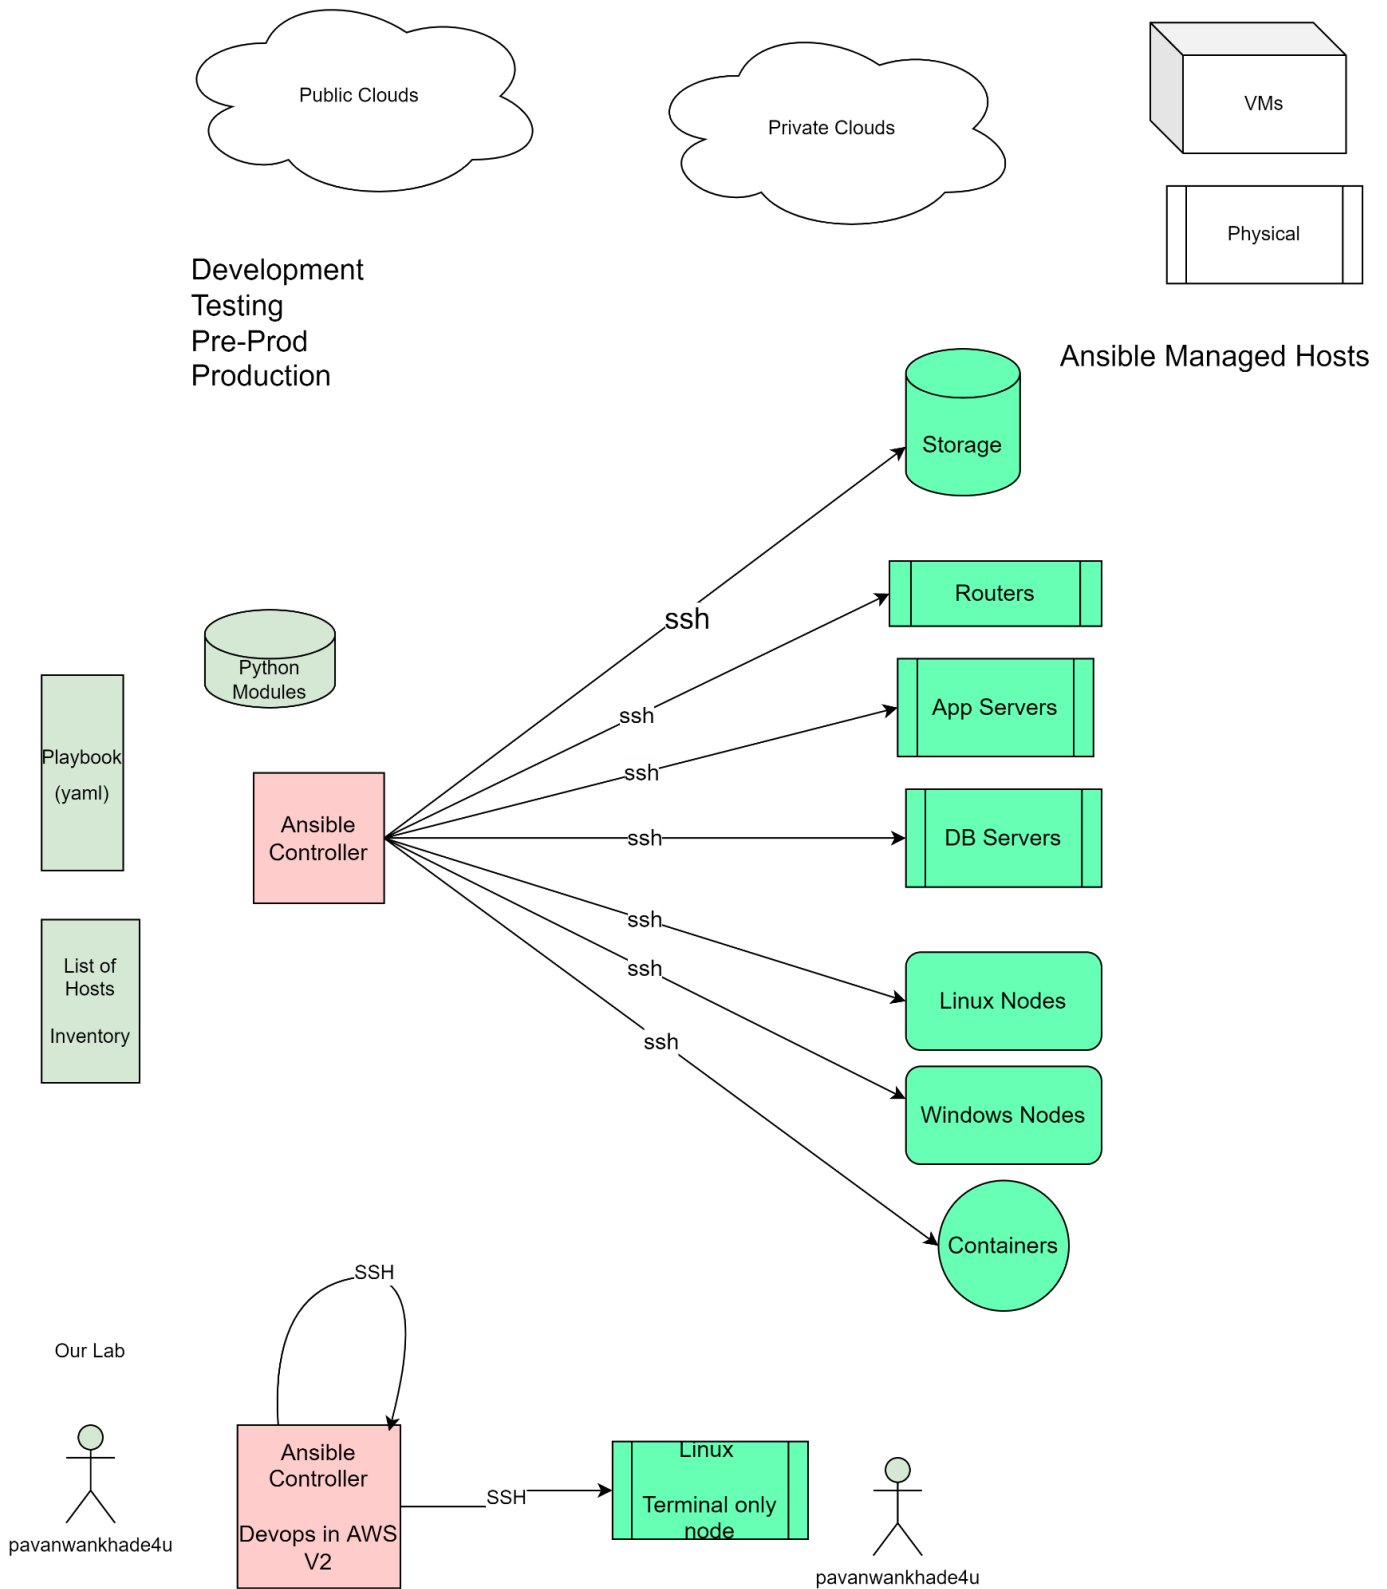 Public Clouds
Private Clouds
VMs
Physical
Development
Testing
Pre-Prod
Production
Ansible Managed Hosts
Storage
ssh
Routers
Python
Modules
ssh
App Servers
Playbook
(yaml)
ssh
Ansible
Controller
ssh
DB Servers
ssh
List of
Hosts
Inventory
ssh
Linux Nodes
ssh
Windows Nodes
Containers
SSH
Our Lab
Ansible
Controller
Devops in AWS
V2
SSH
Linux
Terminal only
node
pavanwankhade4u
pavanwankhade4u